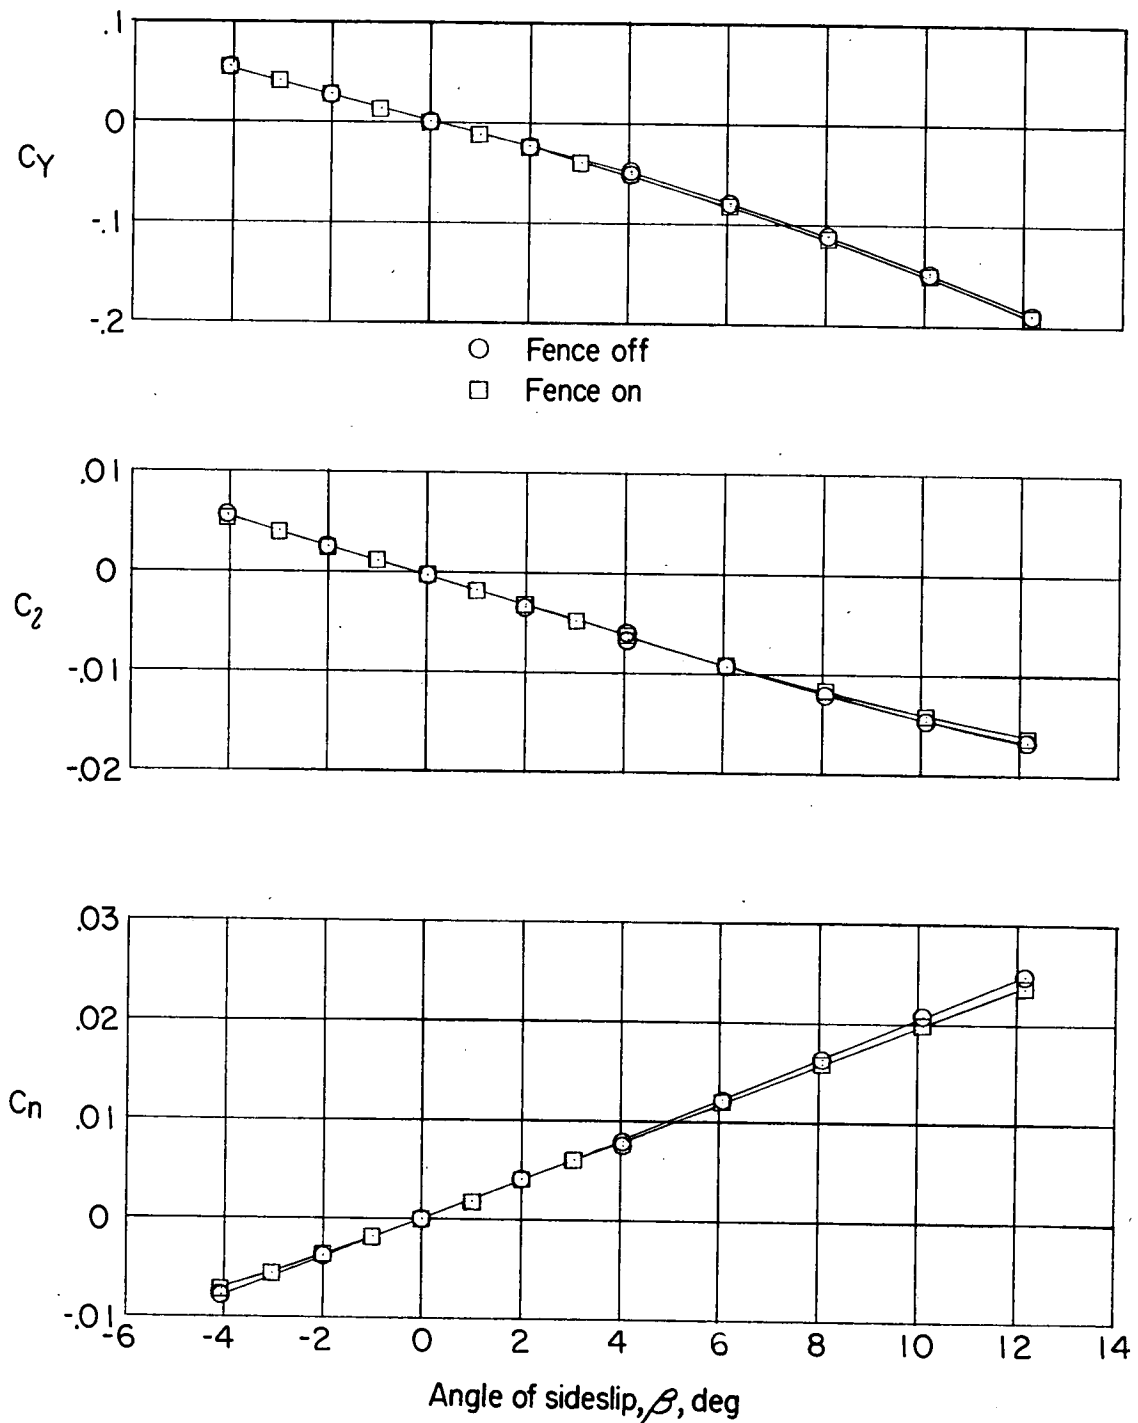 .1
0
CY
-.1
-.2
Fence off
Fence on
.01
0
Cl
-.01
-.02
.03
.02
Cn
.01
0
-.01
-6 -4 -2 0 2 4 6 8 10 12 14
Angle of sideslip, β, deg